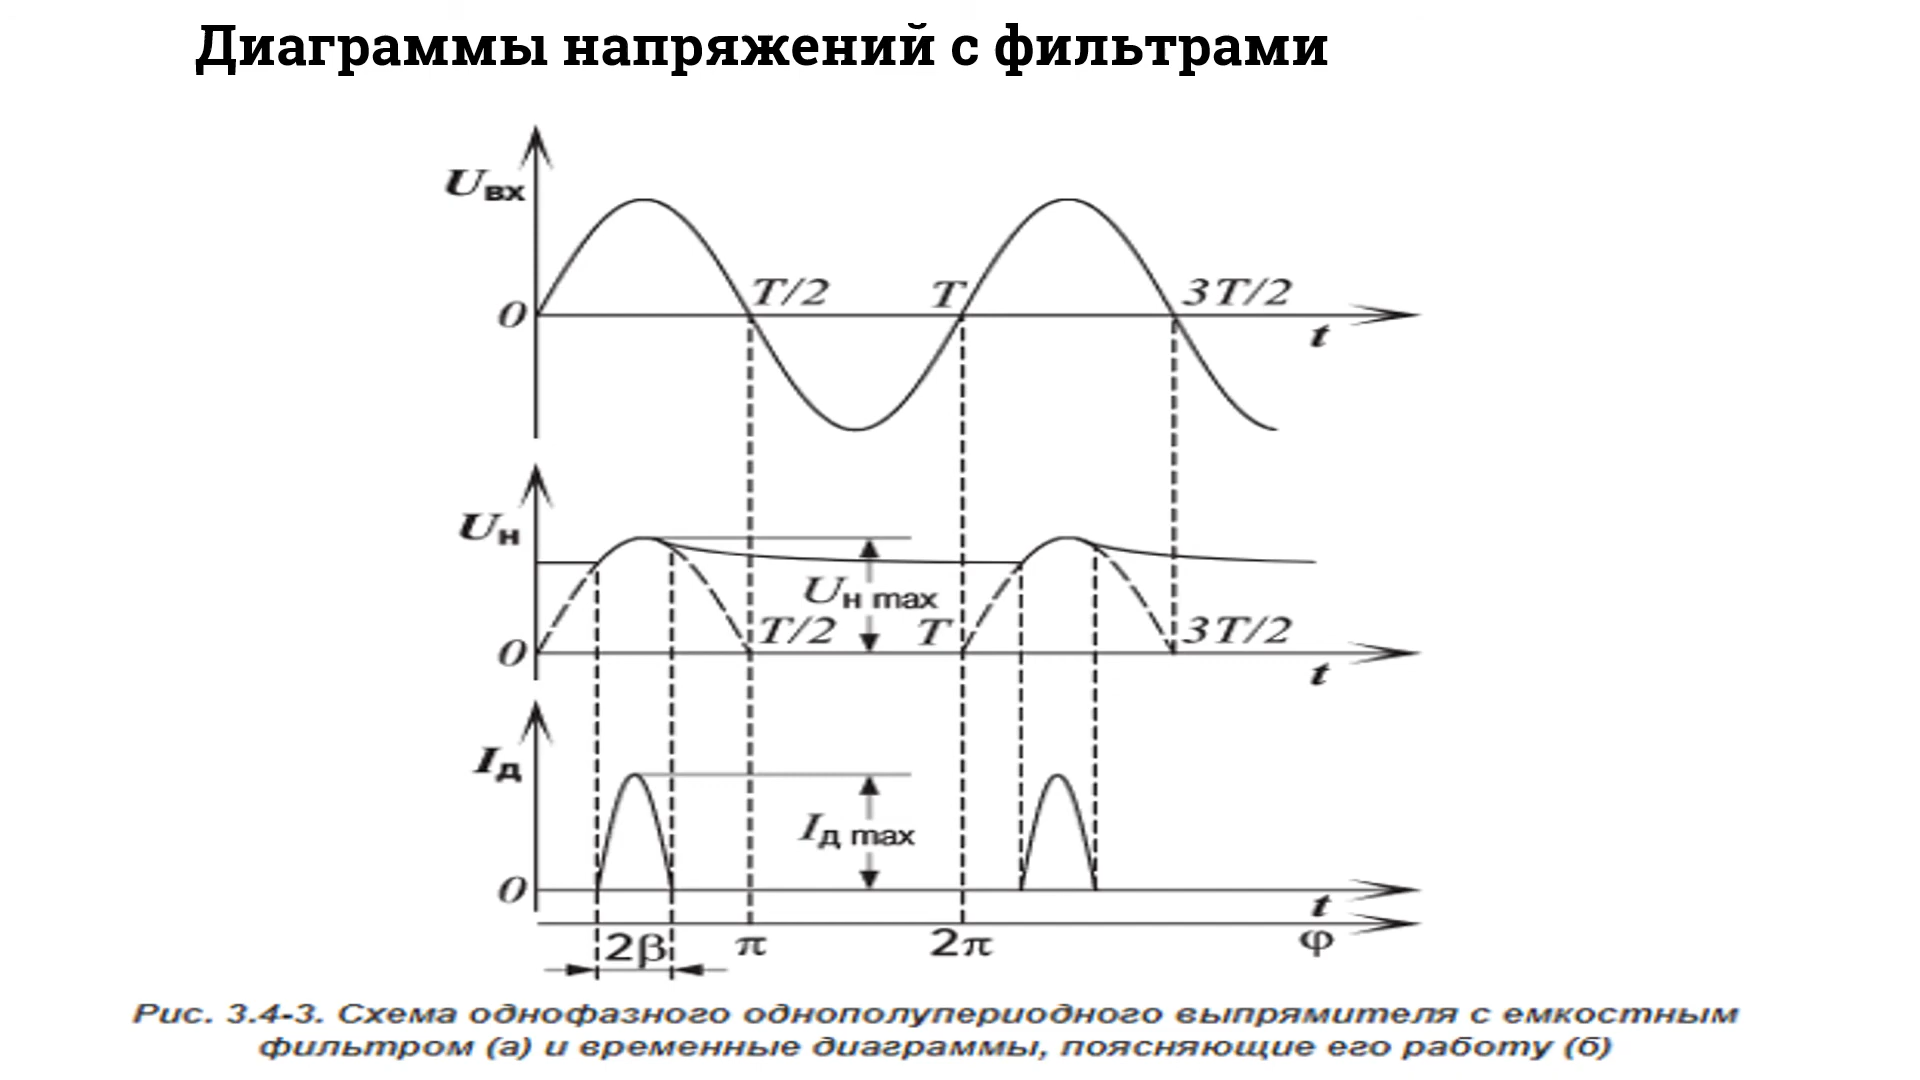 Диаграммы напряжений с фильтрами
Uвх
T/2
T
3T/2
0
t
Uн
Uн max
T/2
T
3T/2
0
t
Iд
Iд max
0
t
2β
π
2π
φ
Рис. 3.4-3. Схема однофазного однополупериодного выпрямителя с емкостным
фильтром (а) и временные диаграммы, поясняющие его работу (б)